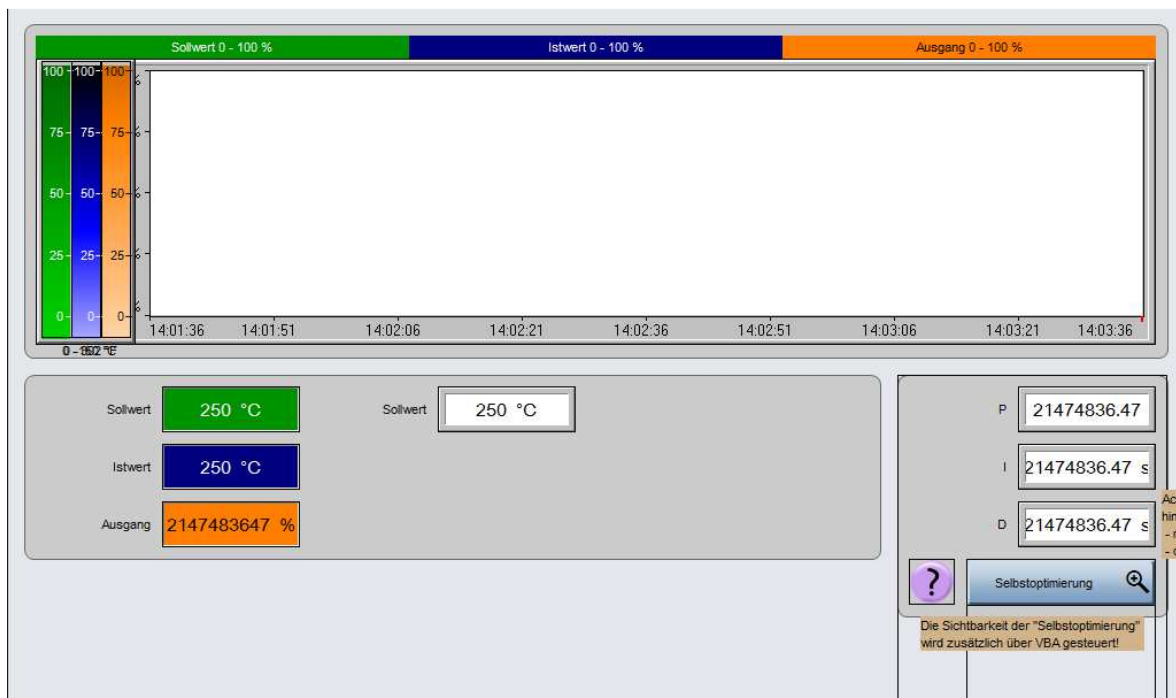 Sollwert 0 - 100 %
Istwert 0 - 100 %
Ausgang 0 - 100 %
100 100 100
75 75 75
50 50 50
25 25 25
0 0 0
14:01:36 14:01:51 14:02:06 14:02:21 14:02:36 14:02:51 14:03:06 14:03:21 14:03:36
Sollwert 250 °C
Sollwert 250 °C
Istwert 250 °C
Ausgang 2147483647 %
P 21474836.47
I 21474836.47 s
D 21474836.47 s
?
Selbstoptimierung
Die Sichtbarkeit der "Selbstoptimierung"
wird zusätzlich über VBA gesteuert!